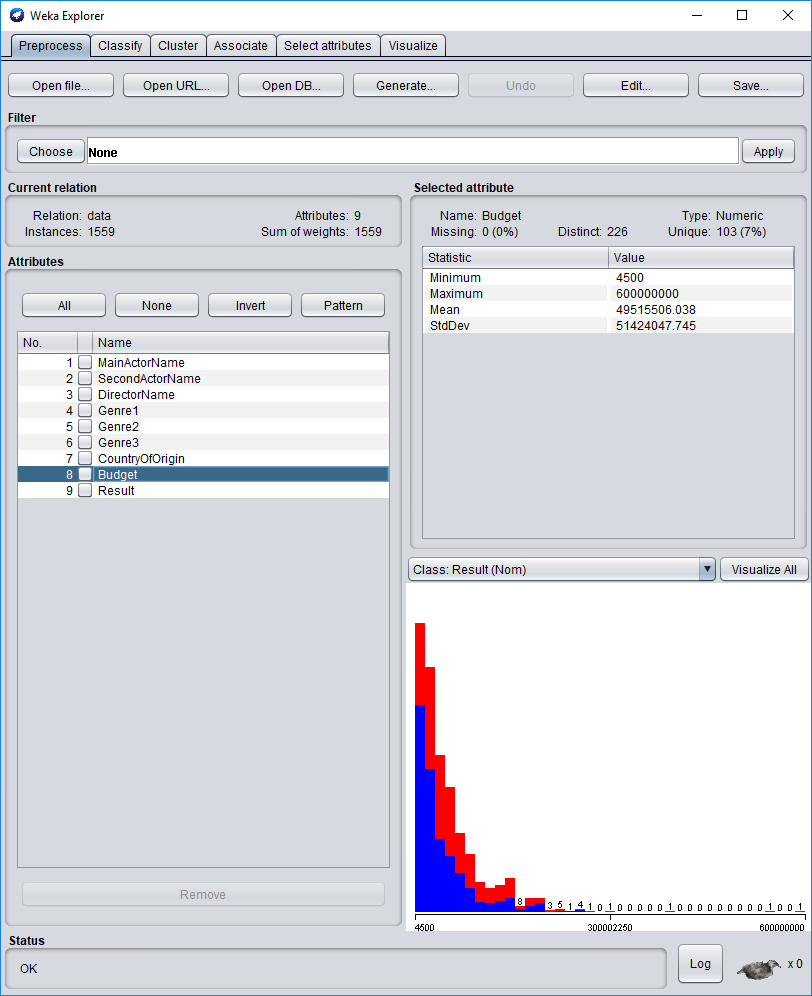 Weka Explorer
Preprocess Classify Cluster Associate Select attributes Visualize
Open file... Open URL... Open DB... Generate... Undo Edit... Save...
Filter
Choose None Apply
Current relation
Relation: data Attributes: 9
Instances: 1559 Sum of weights: 1559
Attributes
All None Invert Pattern
No. Name
1 MainActorName
2 SecondActorName
3 DirectorName
4 Genre1
5 Genre2
6 Genre3
7 CountryOfOrigin
8 Budget
9 Result
Remove
Selected attribute
Name: Budget Type: Numeric
Missing: 0 (0%) Distinct: 226 Unique: 103 (7%)
Statistic Value
Minimum 4500
Maximum 600000000
Mean 49515506.038
StdDev 51424047.745
Class: Result (Nom) Visualize All
8 3 5 1 4 1 0 1 0 0 0 0 0 1 0 0 0 0 0 0 0 0 0 1 0 0 1
4500 300002250 600000000
Status
OK Log x 0